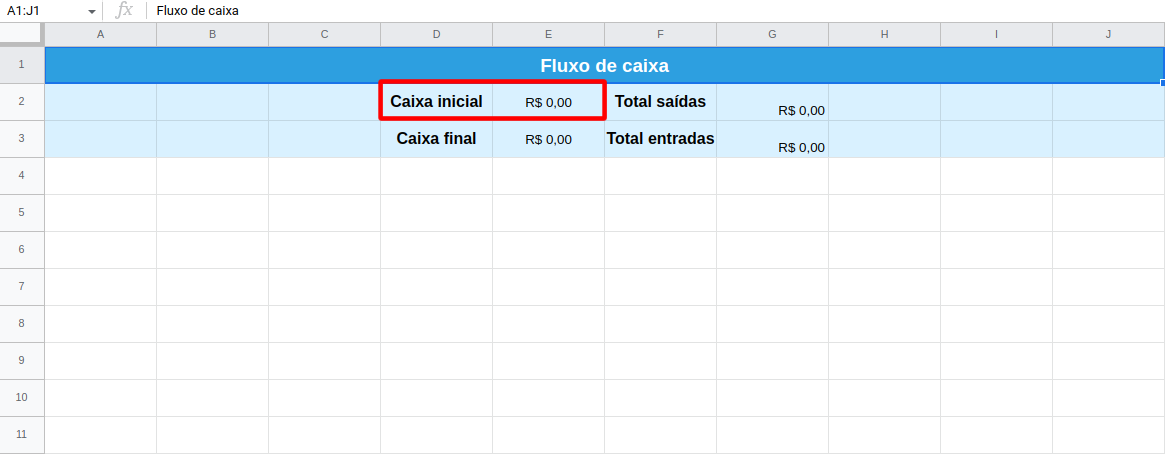 A1:J1 fx Fluxo de caixa
A B C D E F G H I J
1 Fluxo de caixa
2 Caixa inicial R$ 0,00 Total saídas R$ 0,00
3 Caixa final R$ 0,00 Total entradas R$ 0,00
4
5
6
7
8
9
10
11